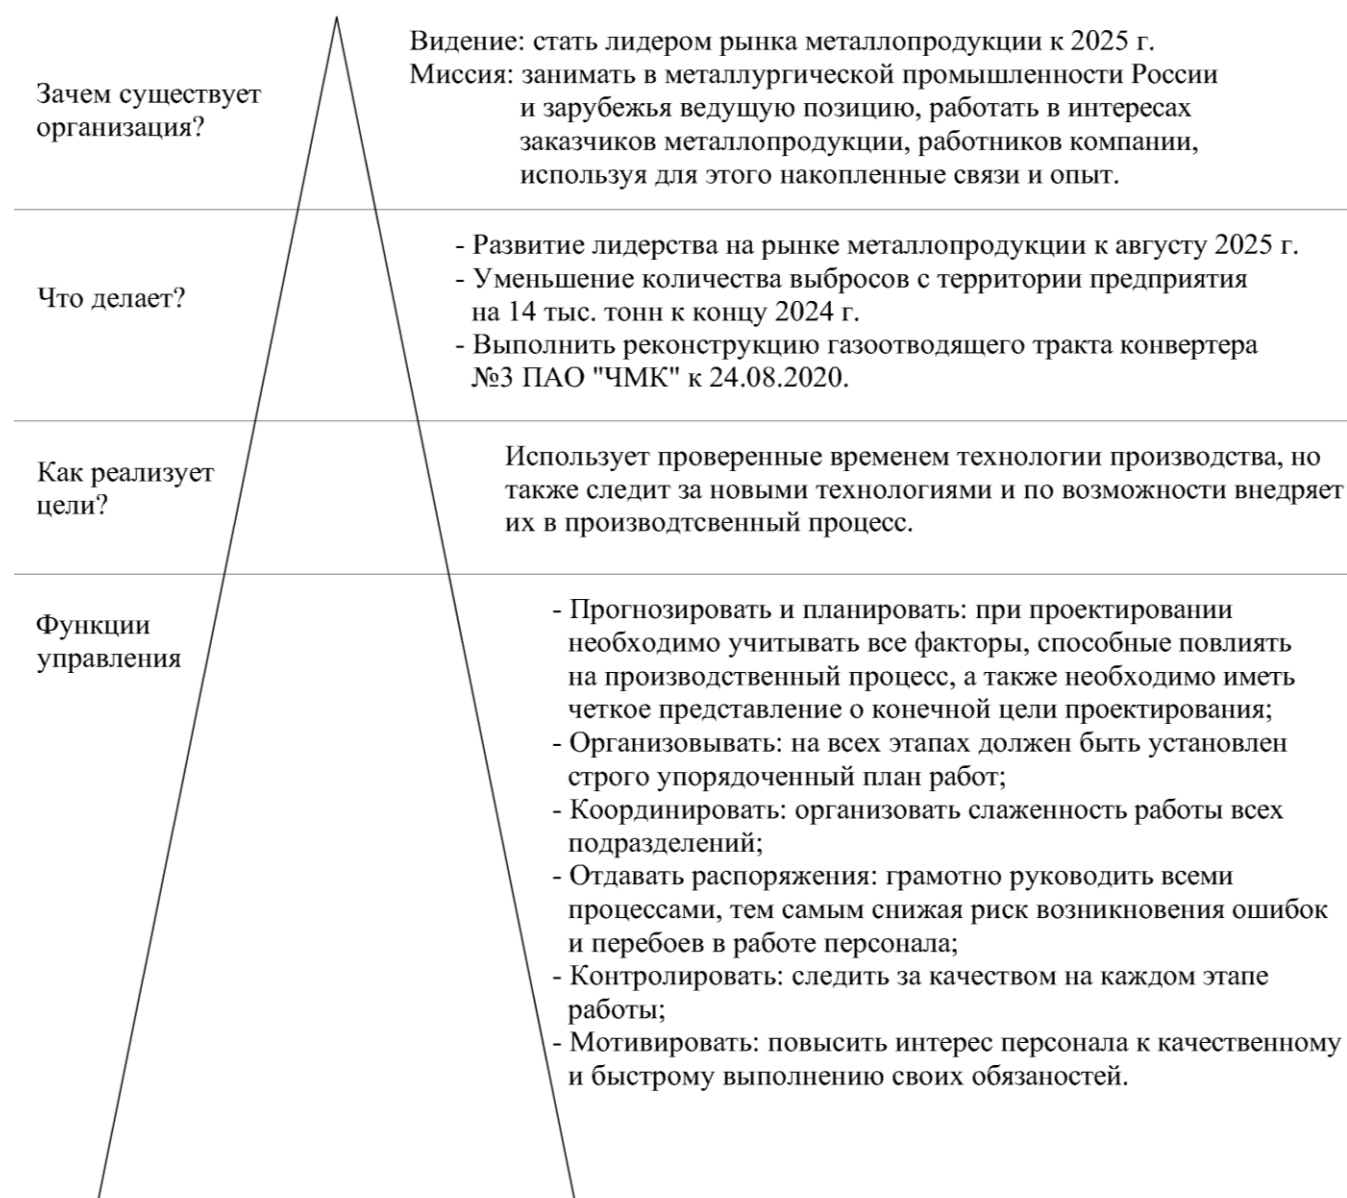 Зачем существует
организация?
Видение: стать лидером рынка металлопродукции к 2025 г.
Миссия: занимать в металлургической промышленности России
и зарубежья ведущую позицию, работать в интересах
заказчиков металлопродукции, работников компании,
используя для этого накопленные связи и опыт.
Что делает?
- Развитие лидерства на рынке металлопродукции к августу 2025 г.
- Уменьшение количества выбросов с территории предприятия
на 14 тыс. тонн к концу 2024 г.
- Выполнить реконструкцию газоотводящего тракта конвертера
№3 ПАО "ЧМК" к 24.08.2020.
Как реализует
цели?
Использует проверенные временем технологии производства, но
также следит за новыми технологиями и по возможности внедряет
их в производтсвенный процесс.
Функции
управления
- Прогнозировать и планировать: при проектировании
необходимо учитывать все факторы, способные повлиять
на производственный процесс, а также необходимо иметь
четкое представление о конечной цели проектирования;
- Организовывать: на всех этапах должен быть установлен
строго упорядоченный план работ;
- Координировать: организовать слаженность работы всех
подразделений;
- Отдавать распоряжения: грамотно руководить всеми
процессами, тем самым снижая риск возникновения ошибок
и перебоев в работе персонала;
- Контролировать: следить за качеством на каждом этапе
работы;
- Мотивировать: повысить интерес персонала к качественному
и быстрому выполнению своих обязаностей.